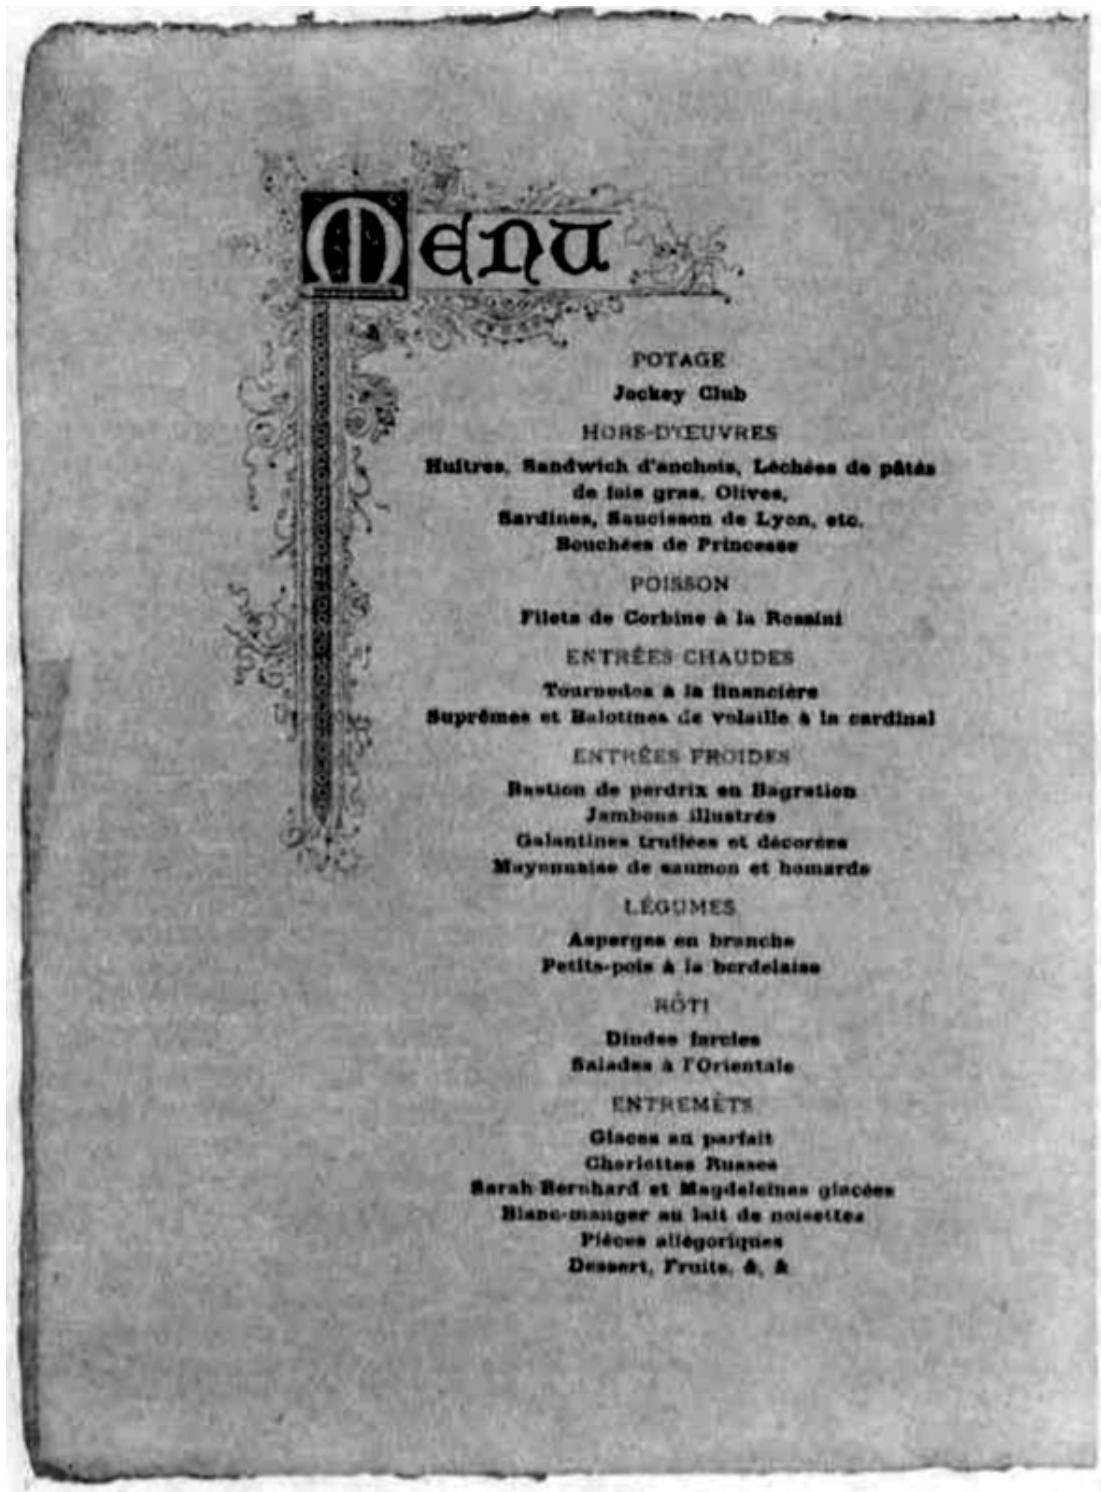 Menu
POTAGE
Jockey Club
HORS-D'ŒUVRES
Huîtres, Sandwich d'anchois, Léchées de pâtés
de fois gras, Olives,
Sardines, Saucisson de Lyon, etc.
Bouchées de Princesse
POISSON
Filets de Corbine à la Rossini
ENTRÉES CHAUDES
Tournedos à la financière
Suprêmes et Balotines de volaille à la cardinal
ENTRÉES FROIDES
Bastion de perdrix en Bagration
Jambons illustrés
Galantines truffées et décorées
Mayonnaise de saumon et homards
LÉGUMES
Asperges en branche
Petits-pois à la bordelaise
RÔTI
Dindes farcies
Salades à l'Orientale
ENTREMÊTS
Glaces au parfait
Charlottes Russes
Sarah Bernhard et Magdeleines glacées
Blanc-manger au lait de noisettes
Pièces allégoriques
Dessert, Fruits, &, &